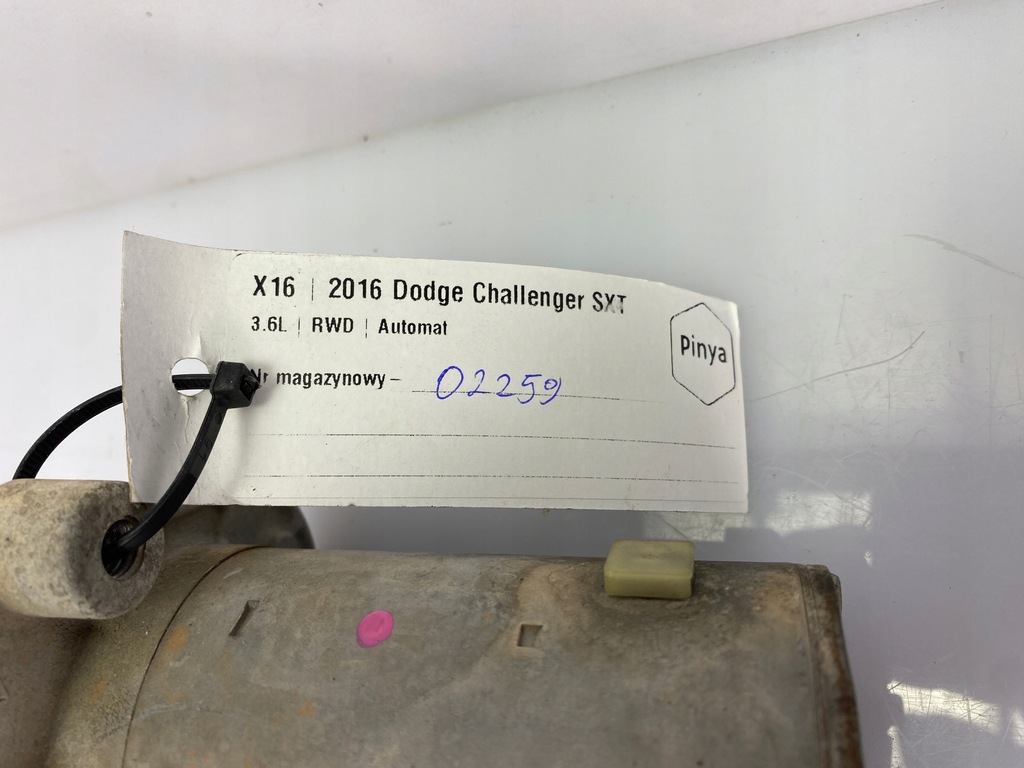 X16 | 2016 Dodge Challenger SXT
3.6L | RWD | Automat
Pinya
Nr magazynowy – 02259